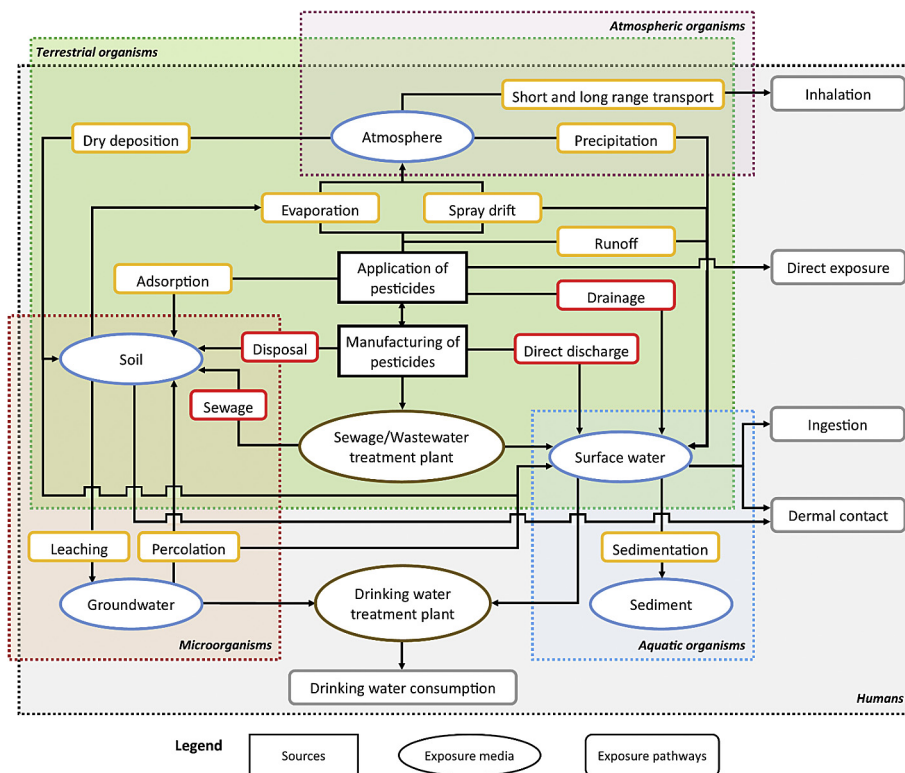 Atmospheric organisms
Terrestrial organisms
Short and long range transport
Inhalation
Dry deposition
Atmosphere
Precipitation
Evaporation
Spray drift
Runoff
Application of
pesticides
Direct exposure
Adsorption
Drainage
Manufacturing of
pesticides
Disposal
Direct discharge
Soil
Sewage
Sewage/Wastewater
treatment plant
Surface water
Ingestion
Dermal contact
Leaching
Percolation
Sedimentation
Groundwater
Drinking water
treatment plant
Sediment
Microorganisms
Aquatic organisms
Drinking water consumption
Humans
Legend
Sources
Exposure media
Exposure pathways